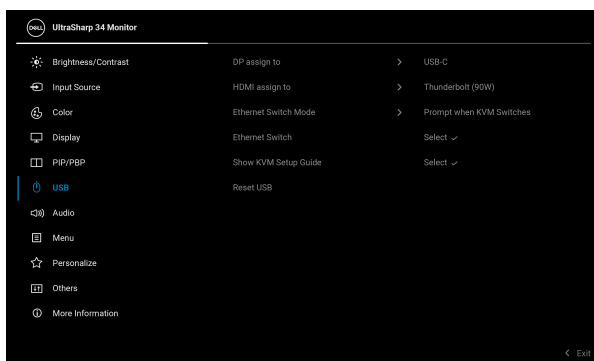 DELL UltraSharp 34 Monitor
Brightness/Contrast DP assign to > USB-C
Input Source HDMI assign to > Thunderbolt (90W)
Color Ethernet Switch Mode > Prompt when KVM Switches
Display Ethernet Switch Select ✓
PIP/PBP Show KVM Setup Guide Select ✓
USB Reset USB
Audio
Menu
Personalize
Others
More Information
< Exit